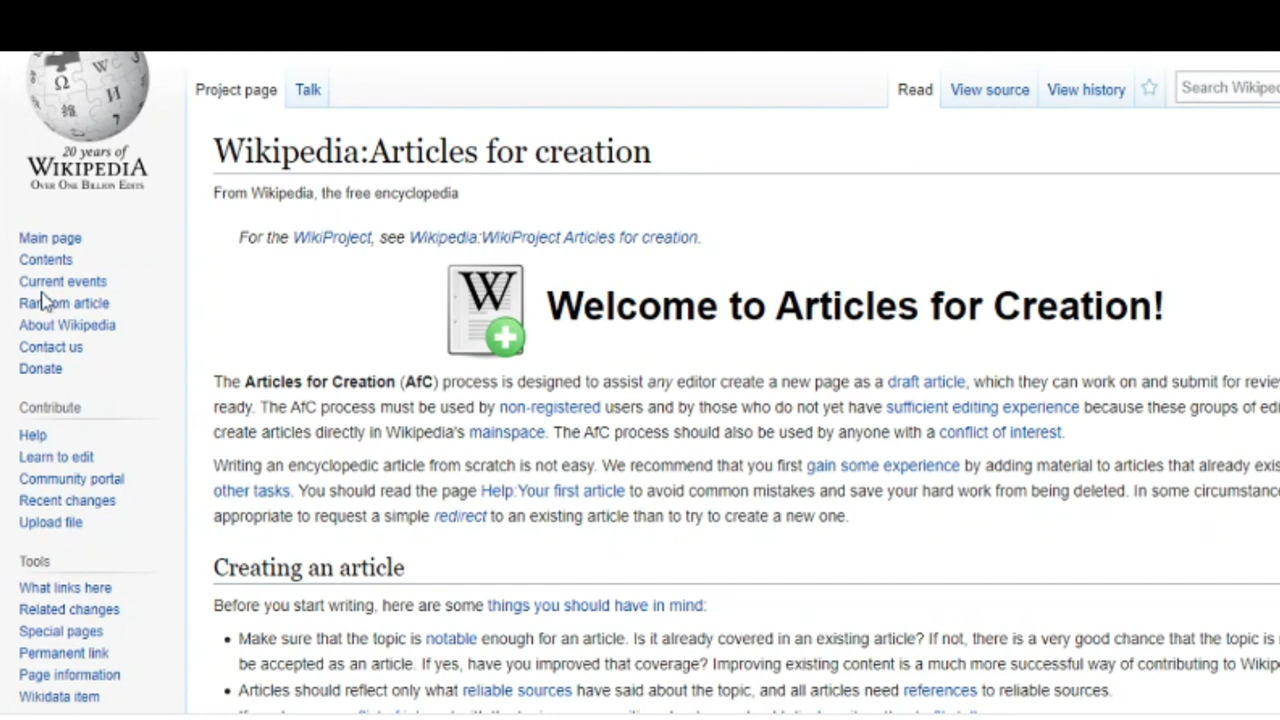 Project page
Talk
Read
View source
View history
Search Wikiped
20 years of
WIKIPEDIA
OVER ONE BILLION EDITS
Wikipedia:Articles for creation
From Wikipedia, the free encyclopedia
For the WikiProject, see Wikipedia:WikiProject Articles for creation.
Welcome to Articles for Creation!
The Articles for Creation (AfC) process is designed to assist any editor create a new page as a draft article, which they can work on and submit for revie
ready. The AfC process must be used by non-registered users and by those who do not yet have sufficient editing experience because these groups of edi
create articles directly in Wikipedia's mainspace. The AfC process should also be used by anyone with a conflict of interest.
Writing an encyclopedic article from scratch is not easy. We recommend that you first gain some experience by adding material to articles that already exis
other tasks. You should read the page Help:Your first article to avoid common mistakes and save your hard work from being deleted. In some circumstance
appropriate to request a simple redirect to an existing article than to try to create a new one.
Creating an article
Before you start writing, here are some things you should have in mind:
• Make sure that the topic is notable enough for an article. Is it already covered in an existing article? If not, there is a very good chance that the topic is
be accepted as an article. If yes, have you improved that coverage? Improving existing content is a much more successful way of contributing to Wikip
• Articles should reflect only what reliable sources have said about the topic, and all articles need references to reliable sources.
Main page
Contents
Current events
Random article
About Wikipedia
Contact us
Donate
Contribute
Help
Learn to edit
Community portal
Recent changes
Upload file
Tools
What links here
Related changes
Special pages
Permanent link
Page information
Wikidata item